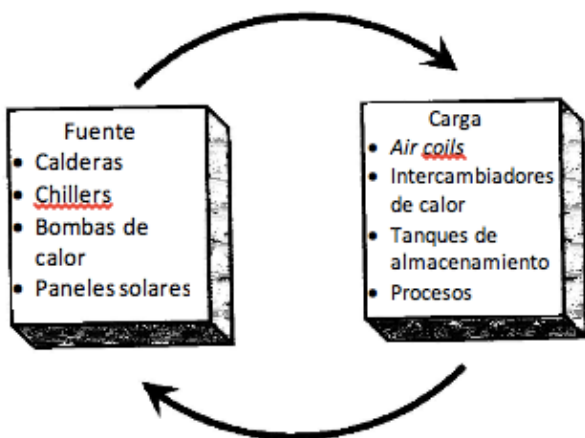 Fuente
• Calderas
• Chillers
• Bombas de
calor
• Paneles solares
Carga
• Air coils
• Intercambiadores
de calor
• Tanques de
almacenamiento
• Procesos